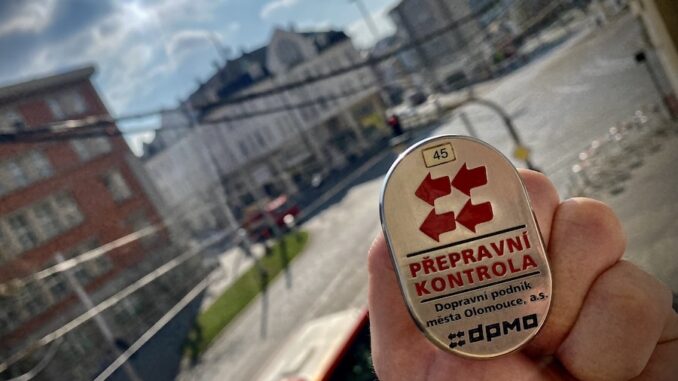 45
PŘEPRAVNÍ
KONTROLA
Dopravní podnik
města Olomouce, a.s.
dpmo